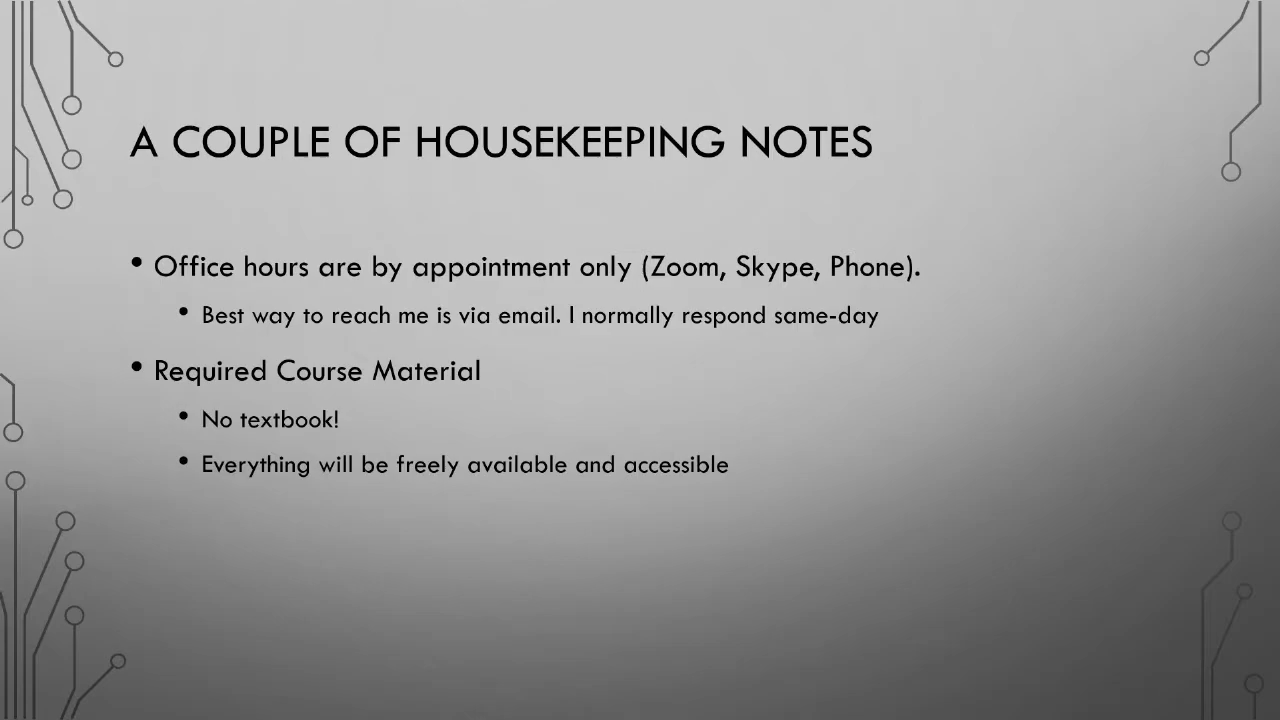 A COUPLE OF HOUSEKEEPING NOTES
• Office hours are by appointment only (Zoom, Skype, Phone).
• Best way to reach me is via email. I normally respond same-day
• Required Course Material
• No textbook!
• Everything will be freely available and accessible